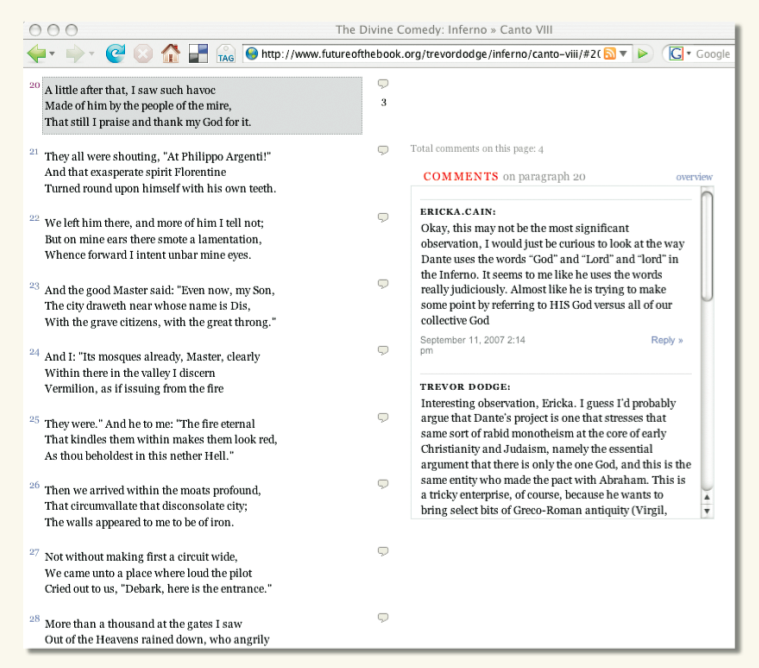 The Divine Comedy: Inferno » Canto VIII
TAG
http://www.futureofthebook.org/trevordodge/inferno/canto-viii/#2(
G
Google
20 A little after that, I saw such havoc
Made of him by the people of the mire,
That still I praise and thank my God for it.
3
21 They all were shouting, "At Philippo Argenti!"
And that exasperate spirit Florentine
Turned round upon himself with his own teeth.
22 We left him there, and more of him I tell not;
But on mine ears there smote a lamentation,
Whence forward I intent unbar mine eyes.
23 And the good Master said: "Even now, my Son,
The city draweth near whose name is Dis,
With the grave citizens, with the great throng."
24 And I: "Its mosques already, Master, clearly
Within there in the valley I discern
Vermilion, as if issuing from the fire
25 They were." And he to me: "The fire eternal
That kindles them within makes them look red,
As thou beholdest in this nether Hell."
26 Then we arrived within the moats profound,
That circumvallate that disconsolate city;
The walls appeared to me to be of iron.
27 Not without making first a circuit wide,
We came unto a place where loud the pilot
Cried out to us, "Debark, here is the entrance."
28 More than a thousand at the gates I saw
Out of the Heavens rained down, who angrily
Total comments on this page: 4
COMMENTS on paragraph 20
overview
ERICKA.CAIN:
Okay, this may not be the most significant
observation, I would just be curious to look at the way
Dante uses the words “God” and “Lord” and “lord” in
the Inferno. It seems to me like he uses the words
really judiciously. Almost like he is trying to make
some point by referring to HIS God versus all of our
collective God
September 11, 2007 2:14
pm
Reply »
TREVOR DODGE:
Interesting observation, Ericka. I guess I'd probably
argue that Dante's project is one that stresses that
same sort of rabid monotheism at the core of early
Christianity and Judaism, namely the essential
argument that there is only the one God, and this is the
same entity who made the pact with Abraham. This is
a tricky enterprise, of course, because he wants to
bring select bits of Greco-Roman antiquity (Virgil,